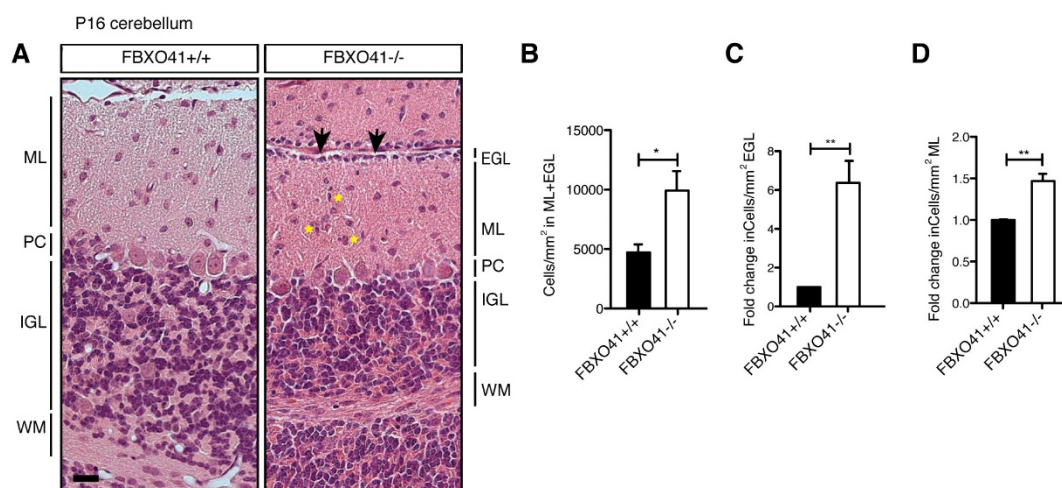 P16 cerebellum
A
FBXO41+/+
FBXO41-/-
ML
PC
IGL
WM
EGL
ML
PC
IGL
WM
B
Cells/mm² in ML+EGL
15000
10000
5000
0
*
FBXO41+/+
FBXO41-/-
C
Fold change inCells/mm² EGL
8
6
4
2
0
**
FBXO41+/+
FBXO41-/-
D
Fold change inCells/mm² ML
2.0
1.5
1.0
0.5
0.0
**
FBXO41+/+
FBXO41-/-